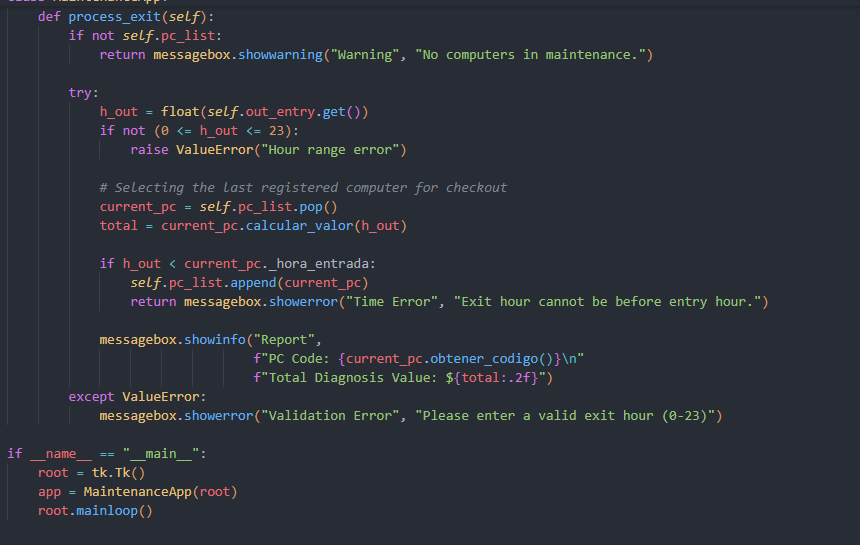 class MaintenanceApp:
    def process_exit(self):
        if not self.pc_list:
            return messagebox.showwarning("Warning", "No computers in maintenance.")
        try:
            h_out = float(self.out_entry.get())
            if not (0 <= h_out <= 23):
                raise ValueError("Hour range error")
            # Selecting the last registered computer for checkout
            current_pc = self.pc_list.pop()
            total = current_pc.calcular_valor(h_out)
            if h_out < current_pc._hora_entrada:
                self.pc_list.append(current_pc)
                return messagebox.showerror("Time Error", "Exit hour cannot be before entry hour.")
            messagebox.showinfo("Report",
                                f"PC Code: {current_pc.obtener_codigo()}\n"
                                f"Total Diagnosis Value: ${total:.2f}")
        except ValueError:
            messagebox.showerror("Validation Error", "Please enter a valid exit hour (0-23)")
if __name__ == "__main__":
    root = tk.Tk()
    app = MaintenanceApp(root)
    root.mainloop()